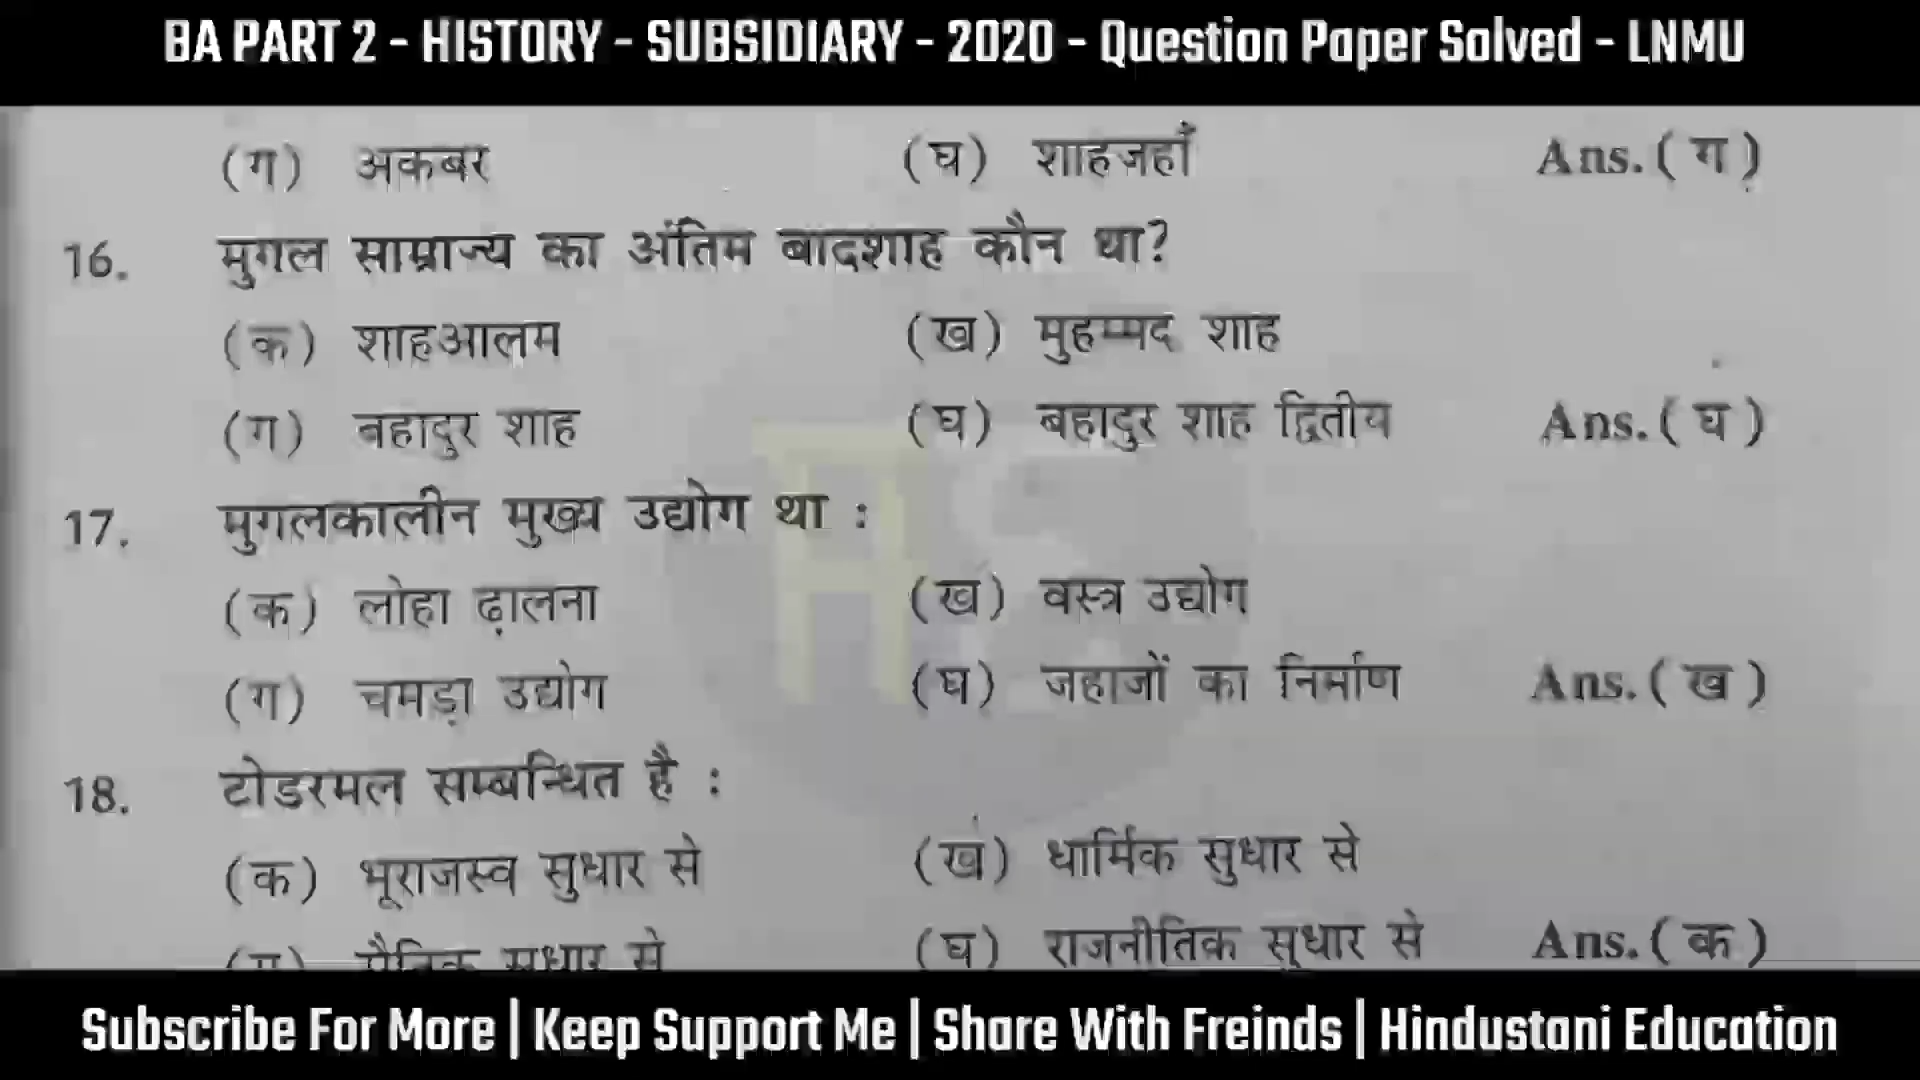 BA PART 2 - HISTORY - SUBSIDIARY - 2020 - Question Paper Solved - LNMU
(ग) अकबर (घ) शाहजहाँ Ans. (ग)
16. मुगल साम्राज्य का अंतिम बादशाह कौन था?
(क) शाहआलम (ख) मुहम्मद शाह
(ग) बहादुर शाह (घ) बहादुर शाह द्वितीय Ans. (घ)
17. मुगलकालीन मुख्य उद्योग था :
(क) लोहा ढ़ालना (ख) वस्त्र उद्योग
(ग) चमड़ा उद्योग (घ) जहाजों का निर्माण Ans. (ख)
18. टोडरमल सम्बन्धित है :
(क) भूराजस्व सुधार से (ख) धार्मिक सुधार से
(ग) सैनिक सुधार से (घ) राजनीतिक सुधार से Ans. (क)
Subscribe For More | Keep Support Me | Share With Freinds | Hindustani Education